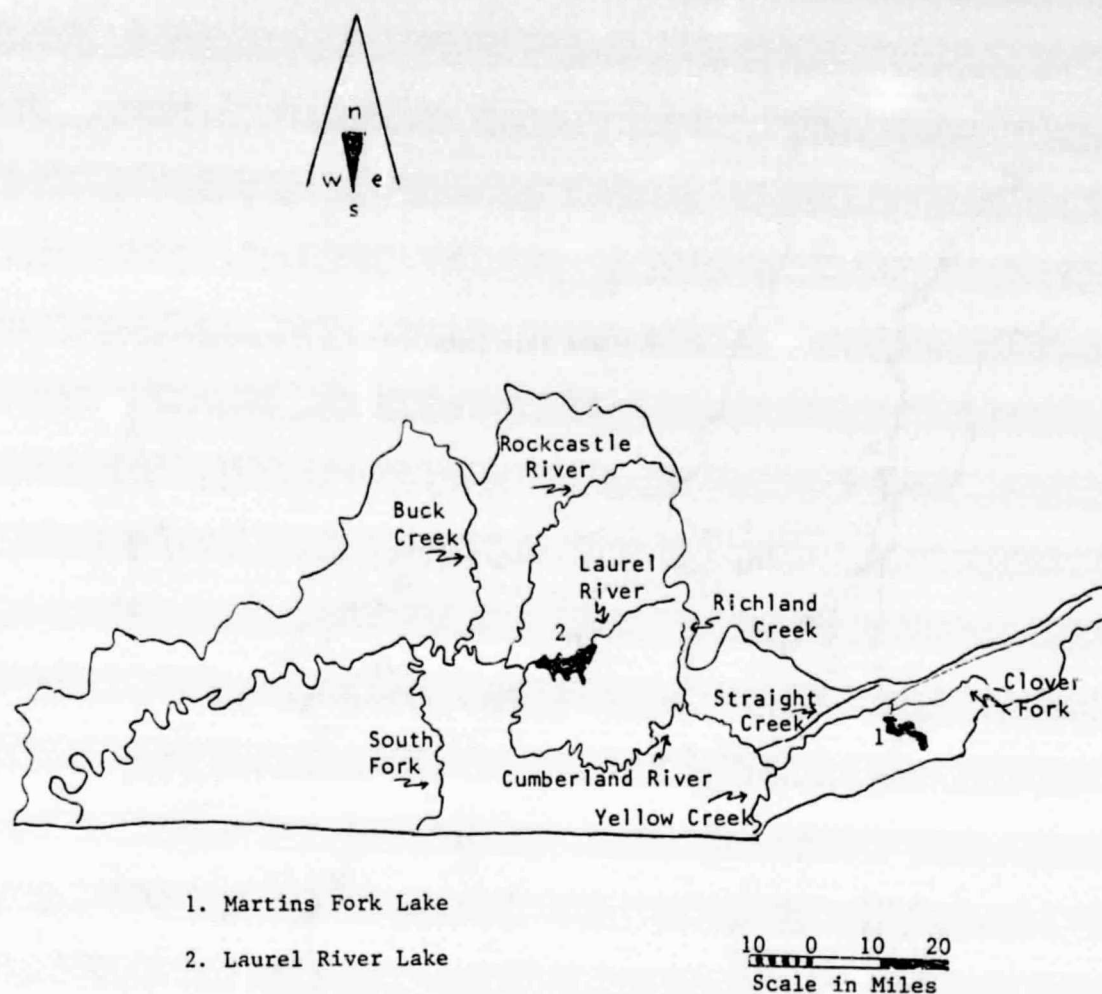 n
w e
s
Rockcastle
River
Buck
Creek
Laurel
River
Richland
Creek
2
Straight
Creek
Clover
Fork
1
South
Fork
Cumberland River
Yellow Creek
1. Martins Fork Lake
2. Laurel River Lake
10 0 10 20
Scale in Miles